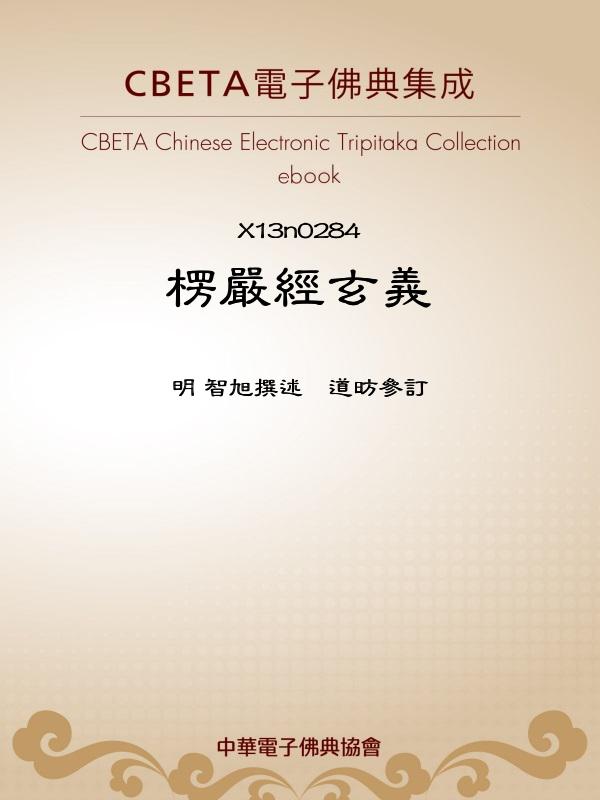 CBETA電子佛典集成
CBETA Chinese Electronic Tripitaka Collection
ebook
X13n0284
楞嚴經玄義
明 智旭撰述　道昉參訂
中華電子佛典協會